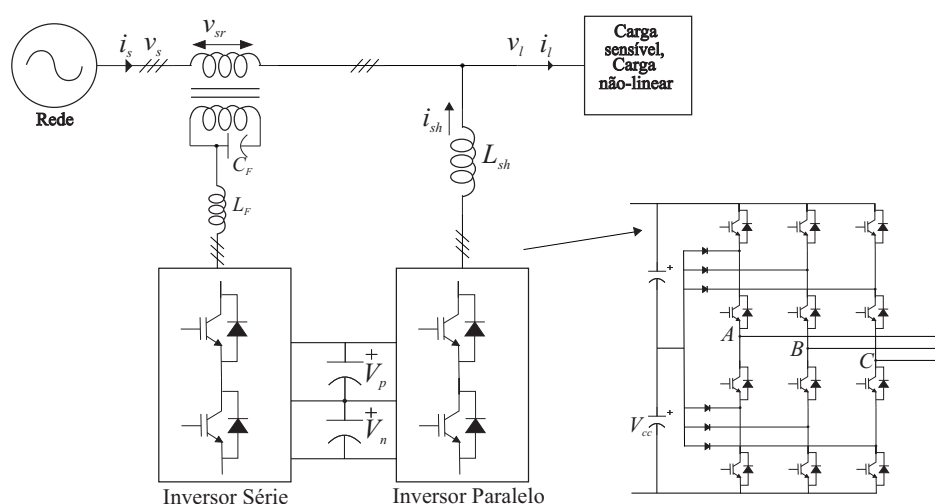 v_sr
i_s
v_s
v_l
i_l
Carga
sensível,
Carga
não-linear
Rede
C_F
i_sh
L_sh
L_F
A
B
C
V_p
V_n
V_cc
+
+
+
+
Inversor Série
Inversor Paralelo